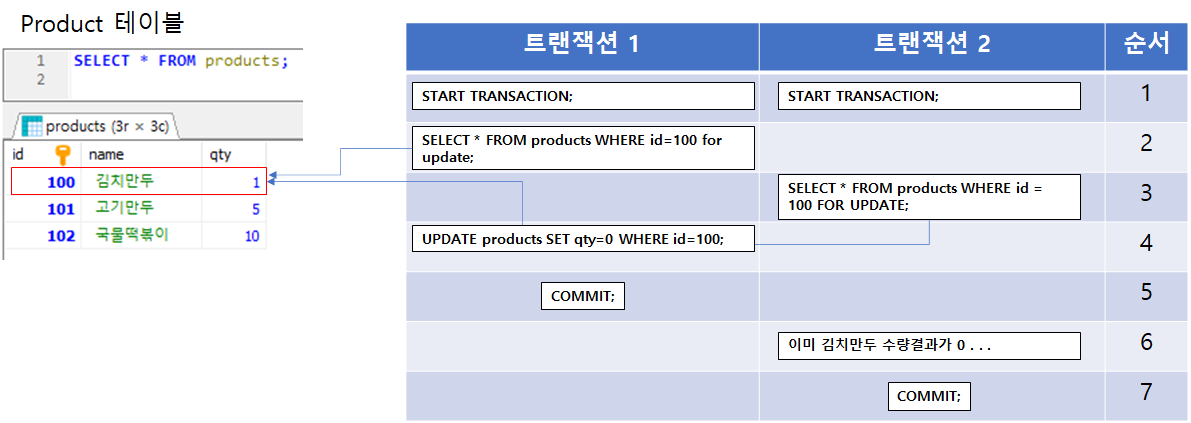 Product 테이블
1 SELECT * FROM products;
2
products (3r × 3c)
id name qty
100 김치만두 1
101 고기만두 5
102 국물떡볶이 10
트랜잭션 1 트랜잭션 2 순서
START TRANSACTION; START TRANSACTION; 1
SELECT * FROM products WHERE id=100 for
update;
2
SELECT * FROM products WHERE id =
100 FOR UPDATE;
3
UPDATE products SET qty=0 WHERE id=100; 4
COMMIT; 5
이미 김치만두 수량결과가 0 . . . 6
COMMIT; 7